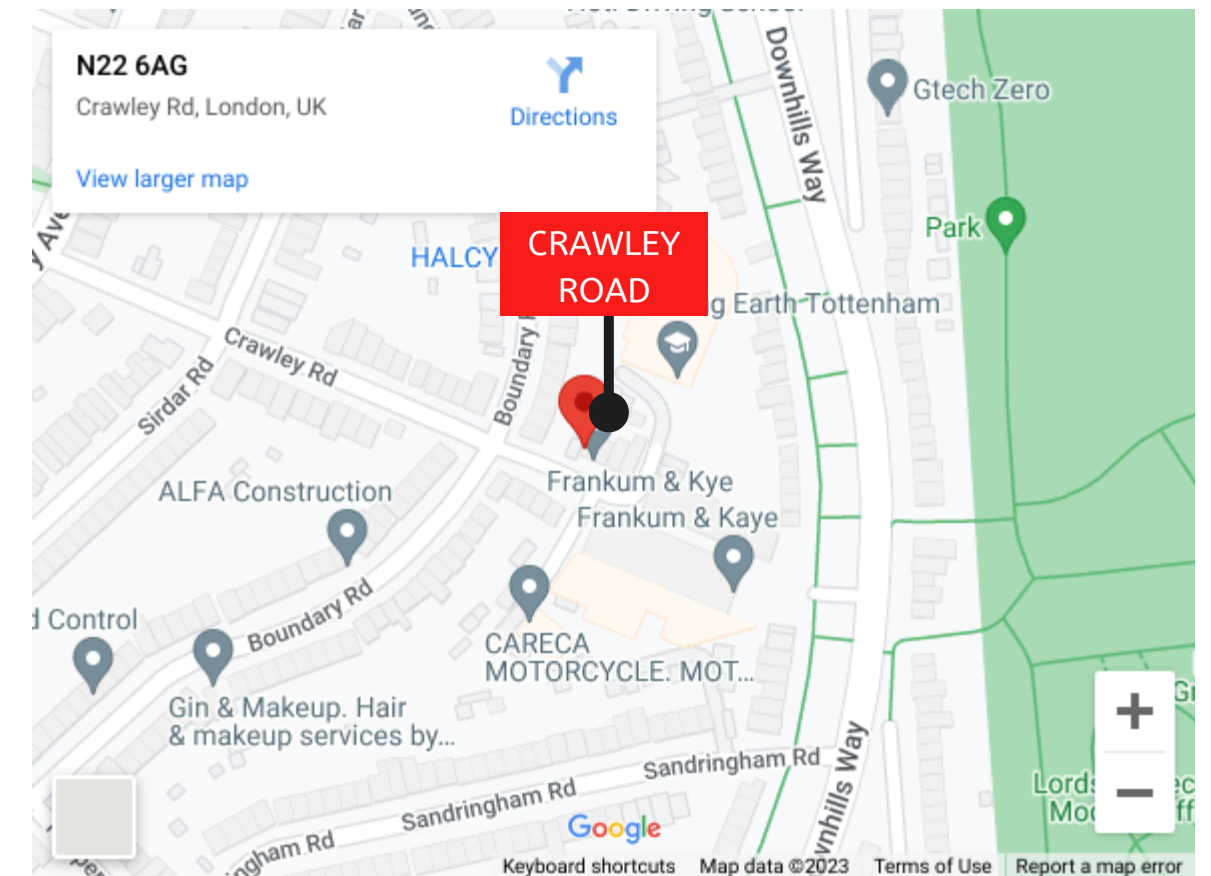 N22 6AG
Crawley Rd, London, UK
Directions
View larger map
Downhills Way
Gtech Zero
Park
HALCY
CRAWLEY
ROAD
g Earth Tottenham
Crawley Rd
Boundary
Sirdar Rd
ALFA Construction
Frankum & Kye
Frankum & Kaye
d Control
Boundary Rd
CARECA
MOTORCYCLE. MOT...
Gin & Makeup. Hair
& makeup services by...
Sandringham Rd
Sandringham Rd
ngham Rd
wnhills Way
Lords
Moo
Google
Keyboard shortcuts
Map data ©2023
Terms of Use
Report a map error